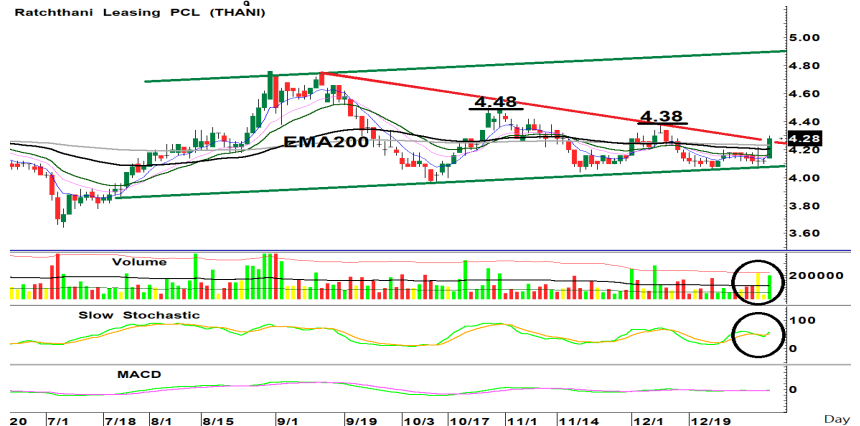 Ratchthani Leasing PCL (THANI)
5.00
4.80
4.60
4.48
4.40
4.38
EMA200
4.28
4.20
4.00
3.80
3.60
Volume
200000
Slow Stochastic
100
0
MACD
0
20 7/1 7/18 8/1 8/15 9/1 9/19 10/3 10/17 11/1 11/14 12/1 12/19 Day